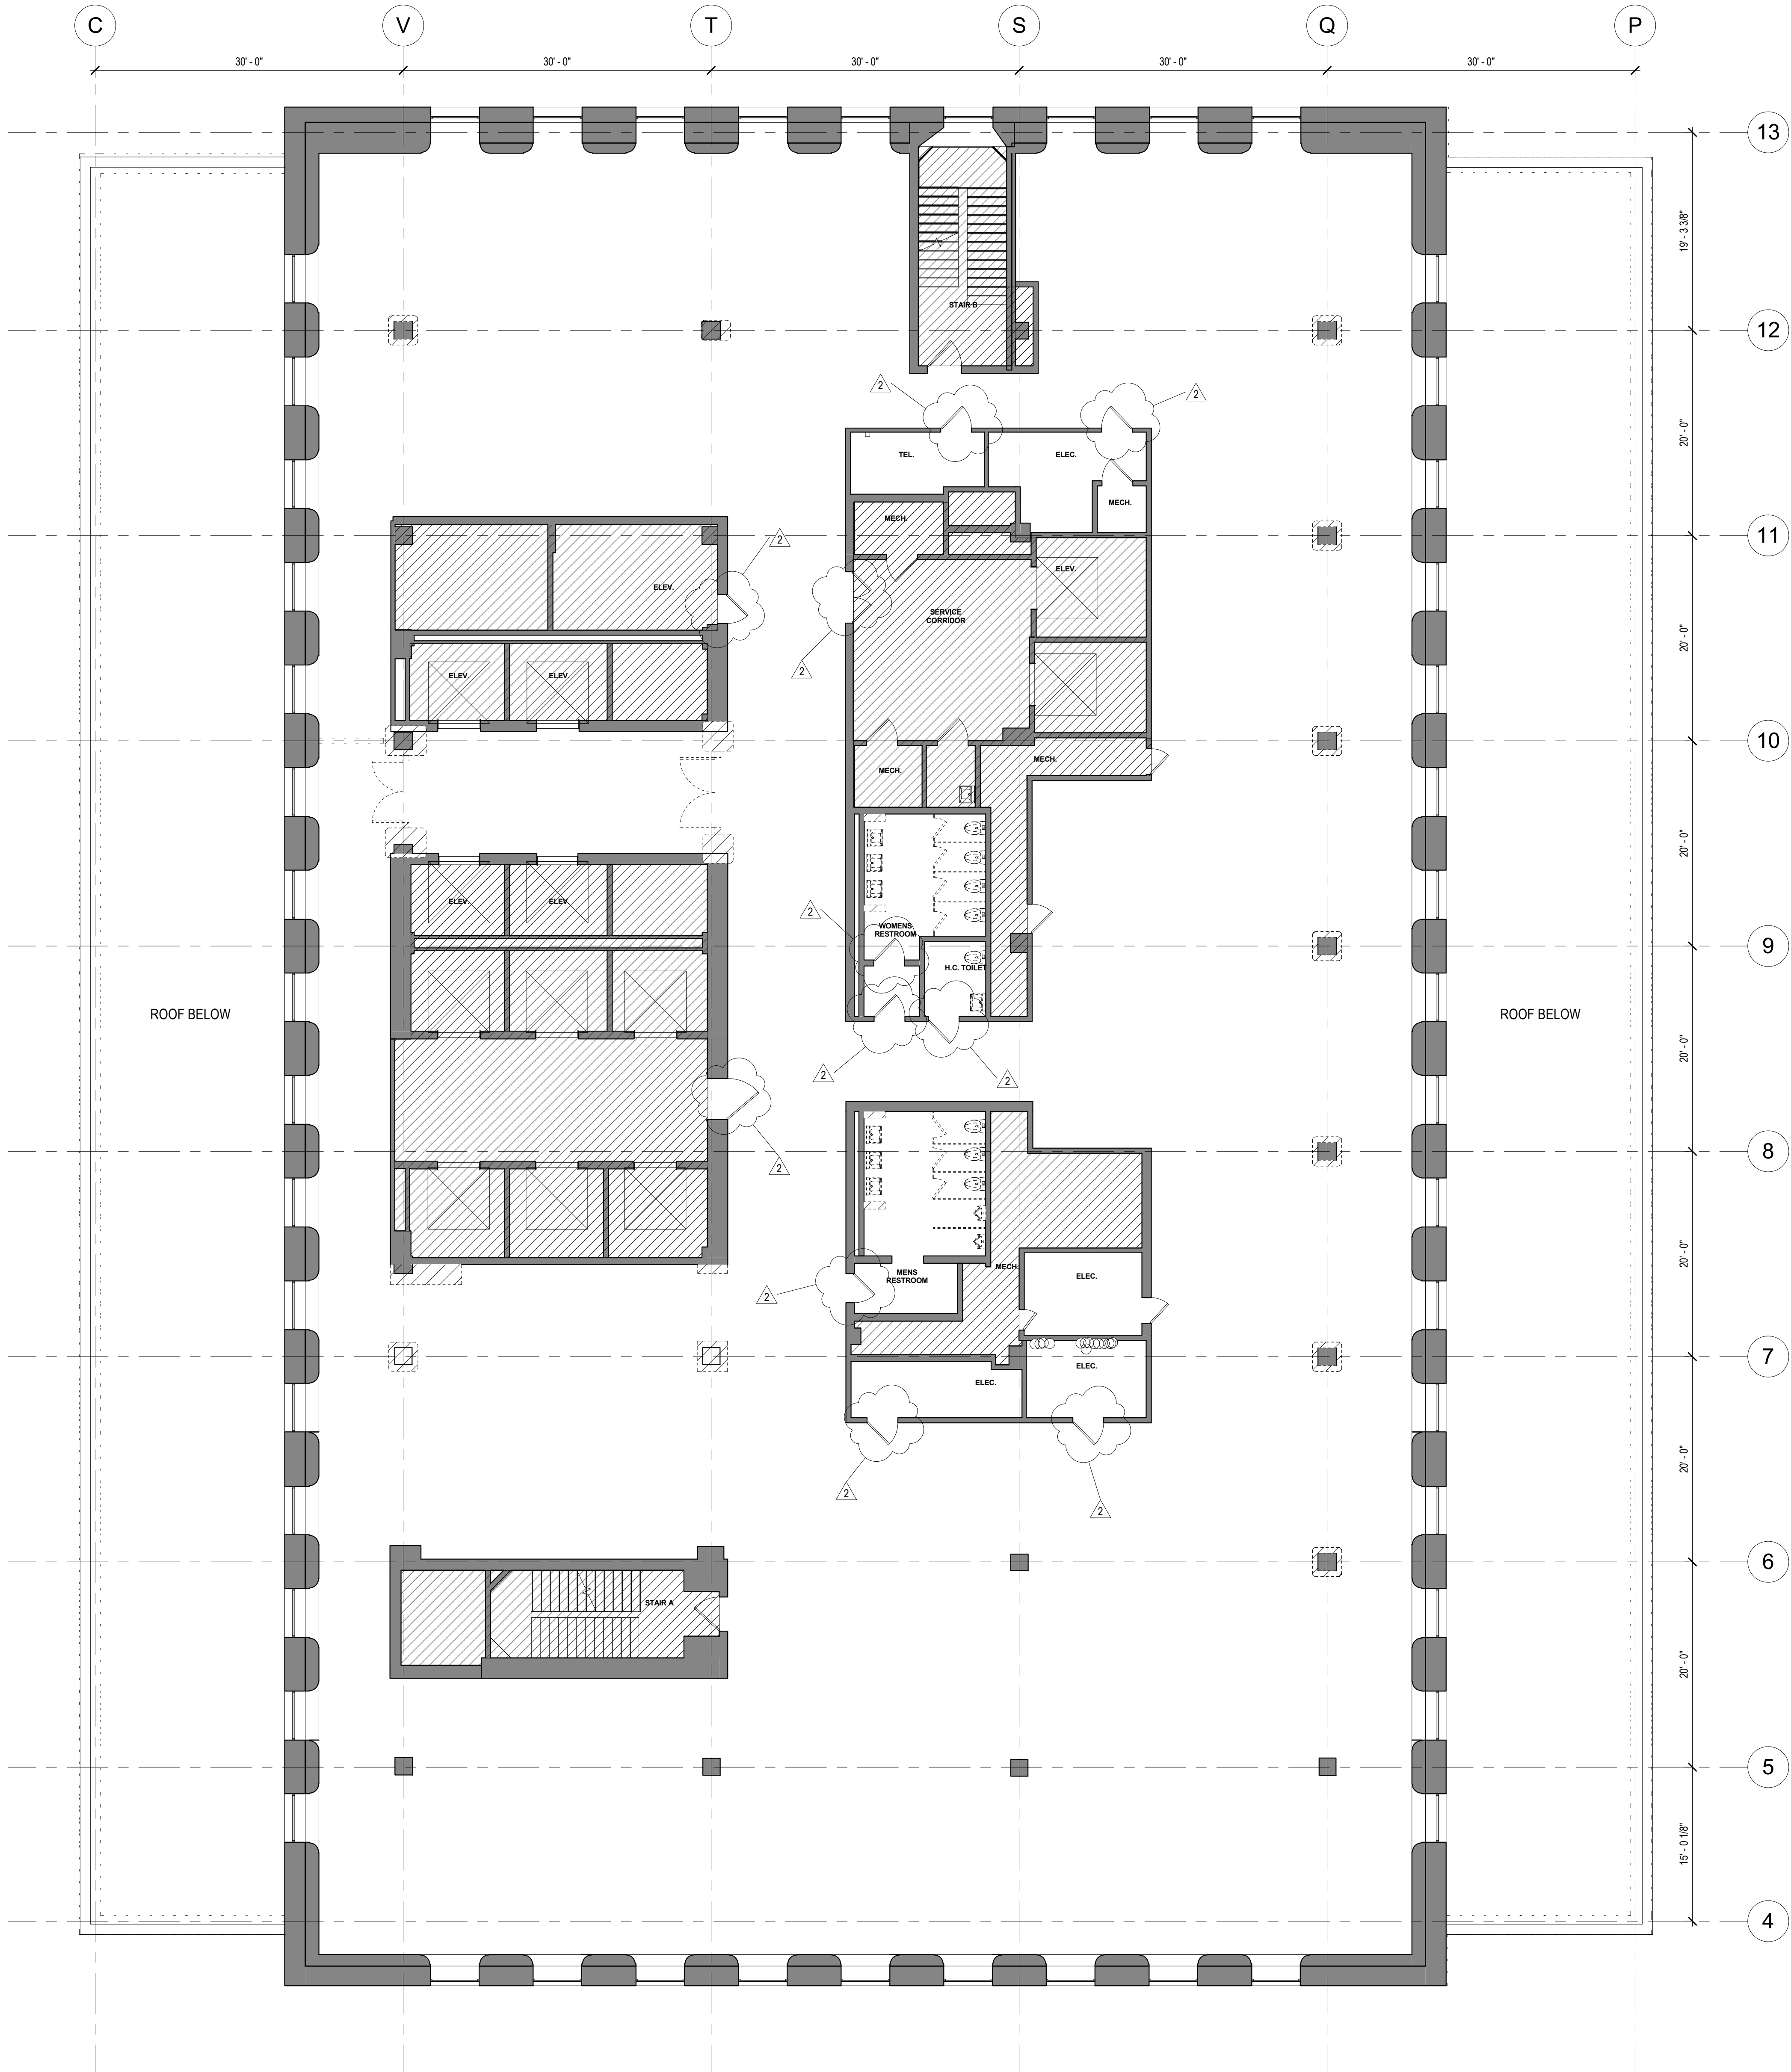 C
V
T
S
Q
P
30' - 0"
30' - 0"
30' - 0"
30' - 0"
30' - 0"
13
19' - 3 3/8"
STAIR B
12
2
2
20' - 0"
TEL.
ELEC.
MECH.
MECH.
11
2
ELEV.
ELEV.
SERVICE
CORRIDOR
20' - 0"
2
ELEV.
ELEV.
10
MECH.
MECH.
20' - 0"
ELEV.
ELEV.
2
WOMENS
RESTROOM
9
H.C. TOILET
ROOF BELOW
ROOF BELOW
20' - 0"
2
2
8
2
20' - 0"
MECH.
MENS
RESTROOM
ELEC.
2
7
ELEC.
ELEC.
20' - 0"
2
2
6
STAIR A
20' - 0"
5
15' - 0 1/8"
4